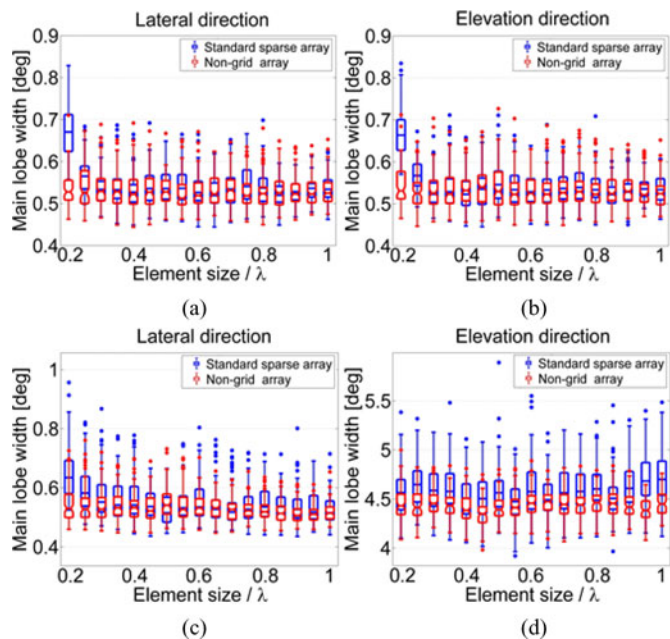 Lateral direction
Elevation direction
Main lobe width [deg]
0.9
0.8
0.7
0.6
0.5
0.4
Standard sparse array
Non-grid array
0.2 0.4 0.6 0.8 1
Element size / λ
(a)
Main lobe width [deg]
0.9
0.8
0.7
0.6
0.5
0.4
Standard sparse array
Non-grid array
0.2 0.4 0.6 0.8 1
Element size / λ
(b)
Lateral direction
Elevation direction
Main lobe width [deg]
1
0.8
0.6
0.4
Standard sparse array
Non-grid array
0.2 0.4 0.6 0.8 1
Element size / λ
(c)
Main lobe width [deg]
5.5
5
4.5
4
Standard sparse array
Non-grid array
0.2 0.4 0.6 0.8 1
Element size / λ
(d)